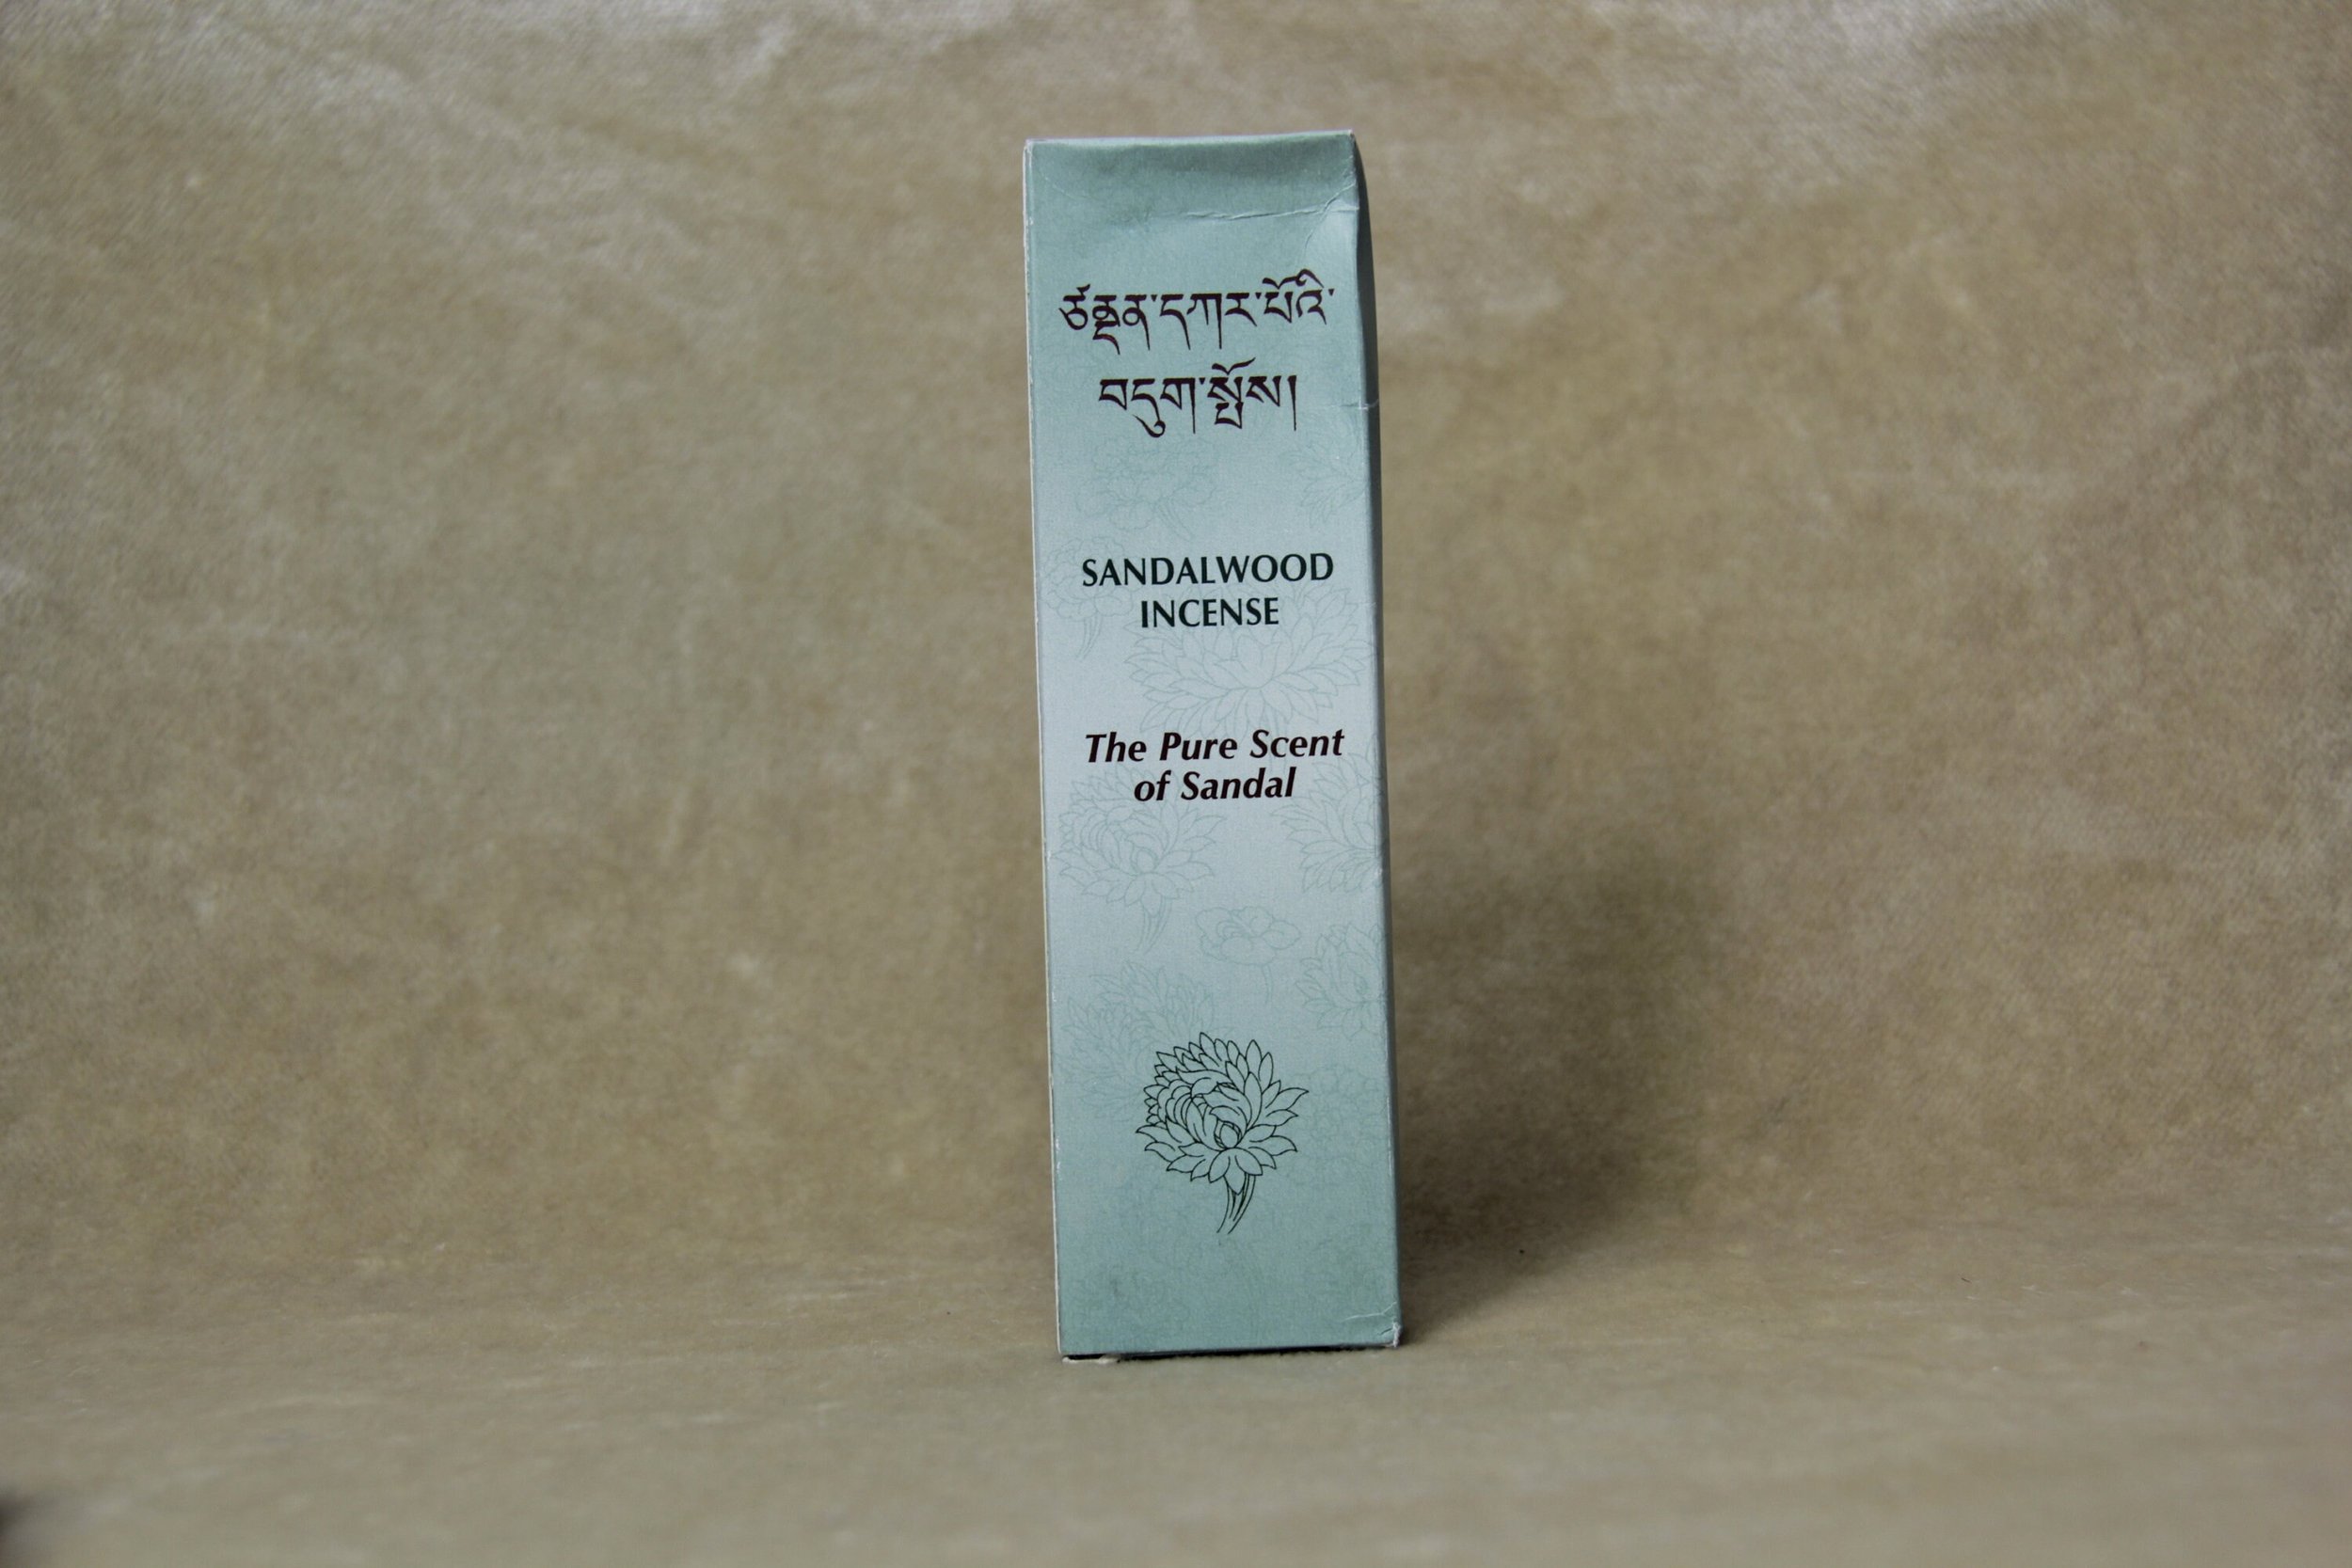 ཙནྡན་དཀར་པོའི་
བདུག་སྤོས།
SANDALWOOD
INCENSE
The Pure Scent
of Sandal